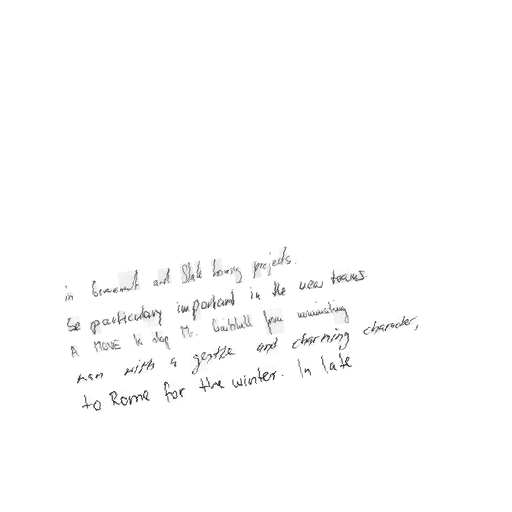 in Government and State housing projects.
be particularly important in the new towns.
A MOVE to stop Mr. Gaitskell from nominating
man with a gentle and charming character,
to Rome for the winter. In late